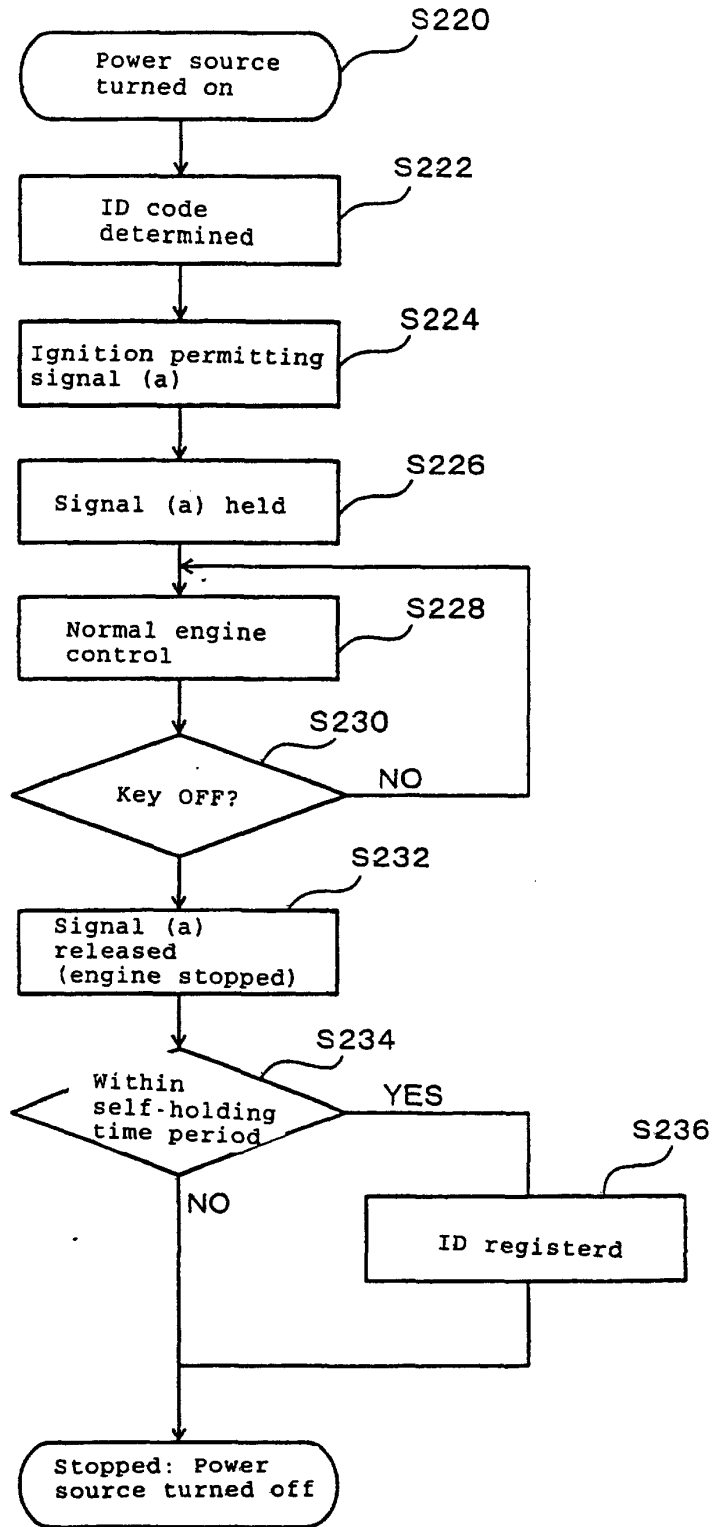 S220
Power source
turned on
S222
ID code
determined
S224
Ignition permitting
signal (a)
S226
Signal (a) held
S228
Normal engine
control
S230
Key OFF?
NO
S232
Signal (a)
released
(engine stopped)
S234
Within
self-holding
time period
YES
S236
NO
ID registerd
Stopped: Power
source turned off